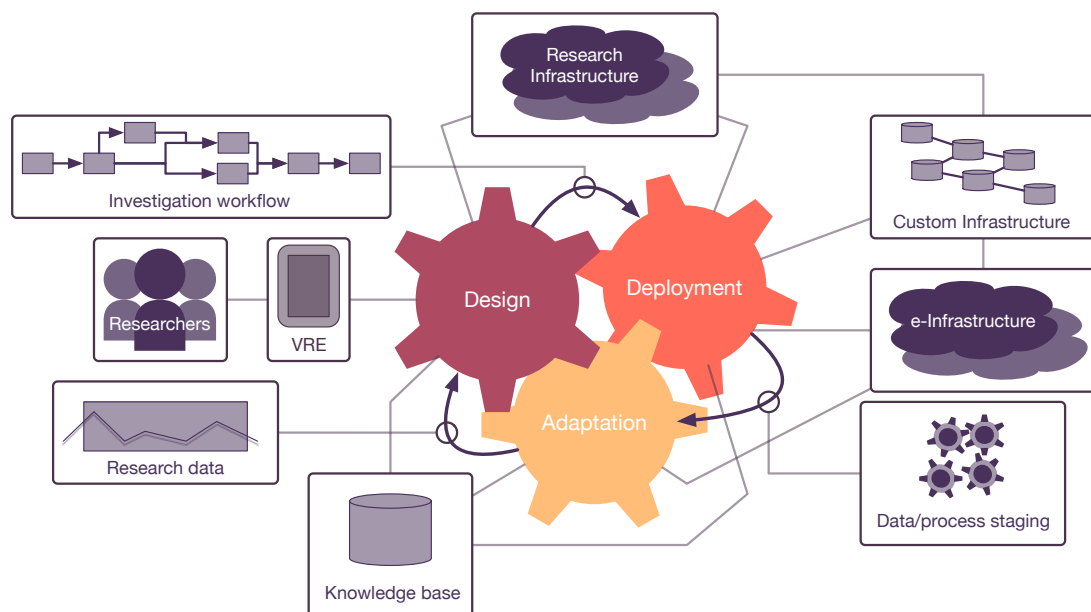 Research
Infrastructure
Investigation workflow
Custom Infrastructure
Researchers
VRE
Design
Deployment
e-Infrastructure
Adaptation
Research data
Data/process staging
Knowledge base